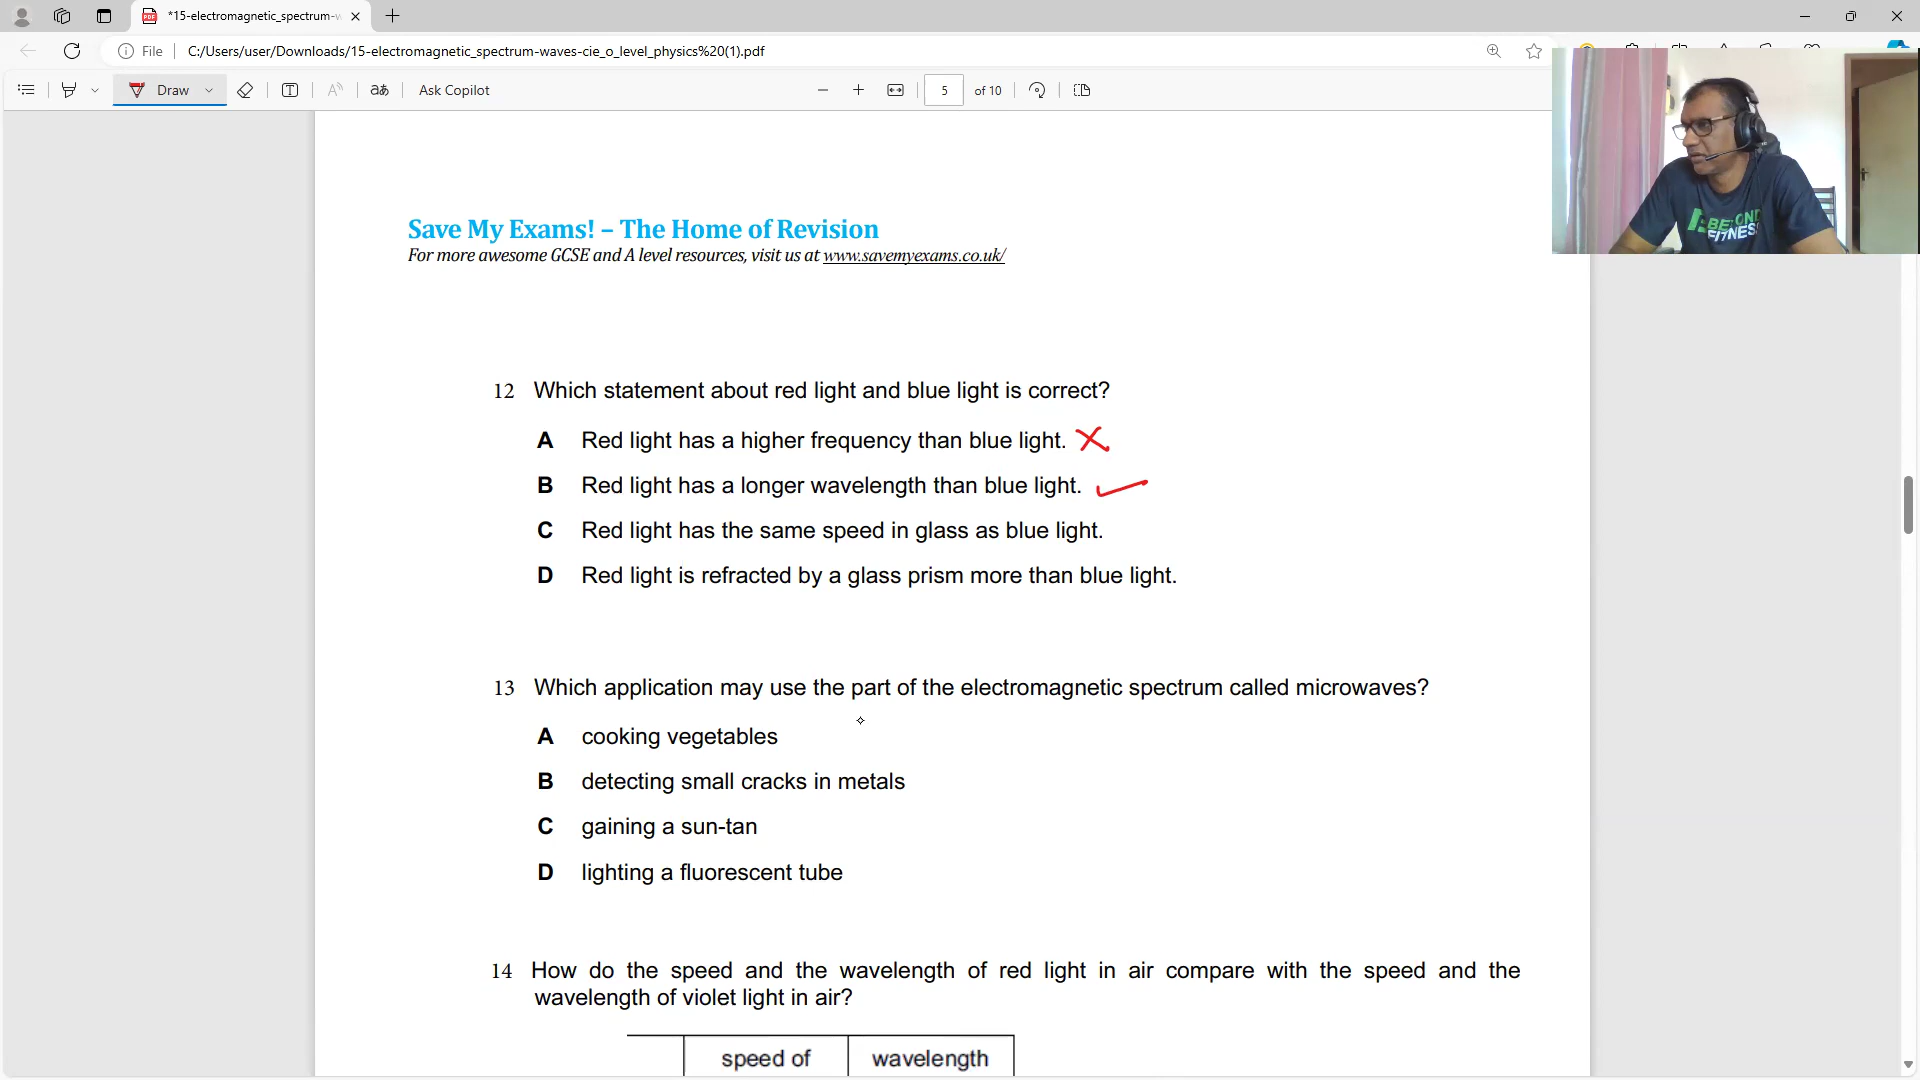 *15-electromagnetic_spectrum-w
File
C:/Users/user/Downloads/15-electromagnetic_spectrum-waves-cie_o_level_physics%20(1).pdf
Draw
Ask Copilot
5
of 10
Save My Exams! – The Home of Revision
For more awesome GCSE and A level resources, visit us at www.savemyexams.co.uk/
12 Which statement about red light and blue light is correct?
A Red light has a higher frequency than blue light.
B Red light has a longer wavelength than blue light.
C Red light has the same speed in glass as blue light.
D Red light is refracted by a glass prism more than blue light.
13 Which application may use the part of the electromagnetic spectrum called microwaves?
A cooking vegetables
B detecting small cracks in metals
C gaining a sun-tan
D lighting a fluorescent tube
14 How do the speed and the wavelength of red light in air compare with the speed and the
wavelength of violet light in air?
speed of
wavelength